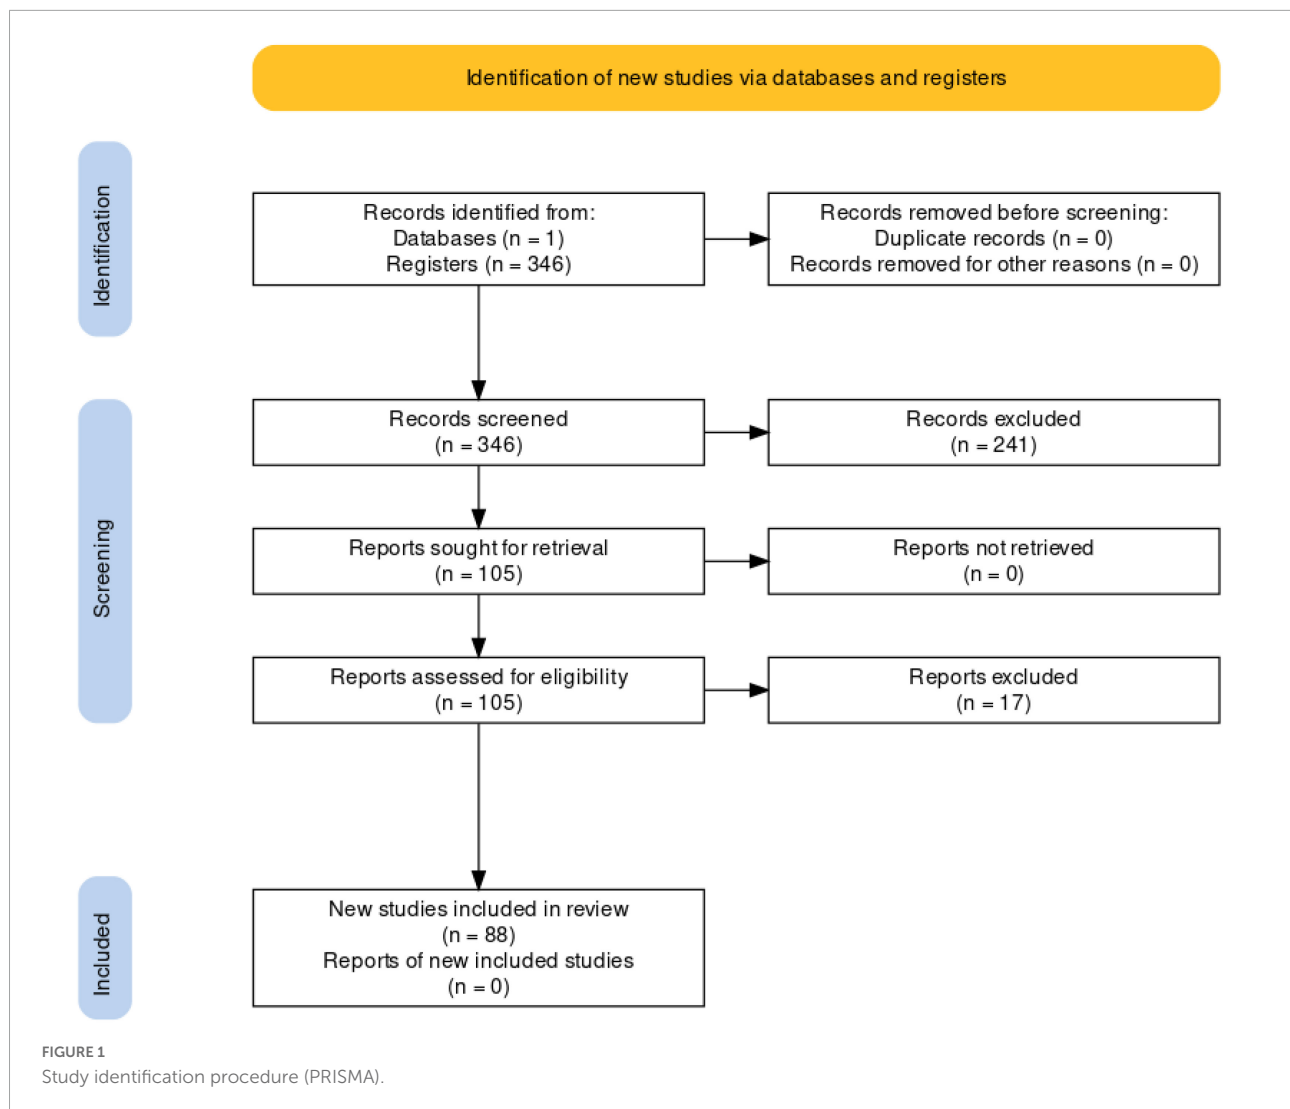 Identification of new studies via databases and registers
Identification
Records identified from:
Databases (n = 1)
Registers (n = 346)
Records removed before screening:
Duplicate records (n = 0)
Records removed for other reasons (n = 0)
Screening
Records screened
(n = 346)
Records excluded
(n = 241)
Reports sought for retrieval
(n = 105)
Reports not retrieved
(n = 0)
Reports assessed for eligibility
(n = 105)
Reports excluded
(n = 17)
Included
New studies included in review
(n = 88)
Reports of new included studies
(n = 0)
FIGURE 1
Study identification procedure (PRISMA).